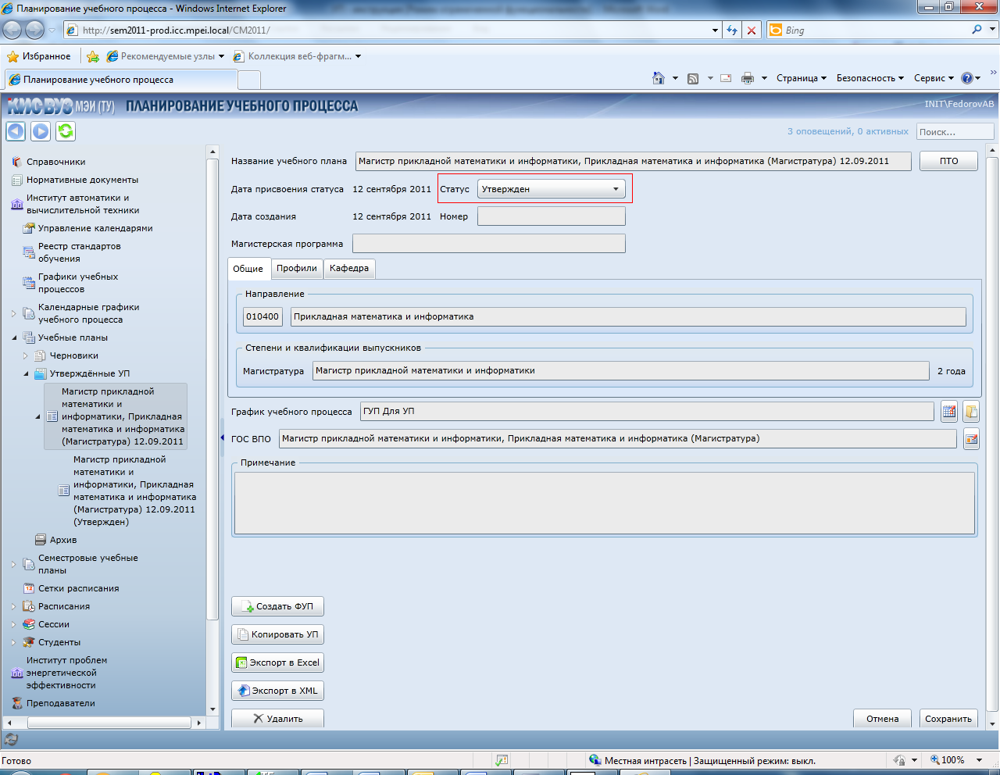 Планирование учебного процесса - Windows Internet Explorer
http://sem2011-prod.icc.mpei.local/CM2011/
Bing
Избранное
Рекомендуемые узлы
Коллекция веб-фрагм...
Планирование учебного процесса
Страница
Безопасность
Сервис
»
КИС ВУЗ МЭИ (ТУ) ПЛАНИРОВАНИЕ УЧЕБНОГО ПРОЦЕССА
INIT\FedorovAB
3 оповещений, 0 активных
Поиск...
Справочники
Нормативные документы
Институт автоматики и
вычислительной техники
Управление календарями
Реестр стандартов
обучения
Графики учебных
процессов
Календарные графики
учебного процесса
Учебные планы
Черновики
Утверждённые УП
Магистр прикладной
математики и
информатики, Прикладная
математика и информатика
(Магистратура) 12.09.2011
Магистр прикладной
математики и
информатики, Прикладная
математика и информатика
(Магистратура) 12.09.2011
(Утвержден)
Архив
Семестровые учебные
планы
Сетки расписания
Расписания
Сессии
Студенты
Институт проблем
энергетической
эффективности
Преподаватели
Название учебного плана
Магистр прикладной математики и информатики, Прикладная математика и информатика (Магистратура) 12.09.2011
ПТО
Дата присвоения статуса 12 сентября 2011 Статус Утвержден
Дата создания 12 сентября 2011 Номер
Магистерская программа
Общие Профили Кафедра
Направление
010400 Прикладная математика и информатика
Степени и квалификации выпускников
Магистратура Магистр прикладной математики и информатики 2 года
График учебного процесса ГУП Для УП
ГОС ВПО Магистр прикладной математики и информатики, Прикладная математика и информатика (Магистратура)
Примечание
Создать ФУП
Копировать УП
Экспорт в Excel
Экспорт в XML
Удалить
Отмена Сохранить
Готово
Местная интрасеть | Защищенный режим: выкл.
100%